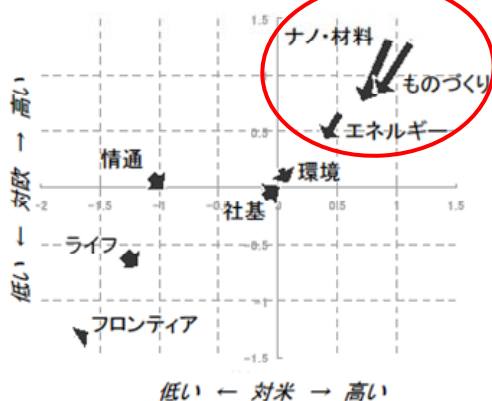 1.5
ナノ・材料
ものづくり
0.5
エネルギー
情通
環境
-2
-1.5
-0.5
0
0.5
1
1.5
社基
ライフ
-0.5
-1
フロンティア
-1.5
低い ← 対欧 → 高い
低い ← 対米 → 高い